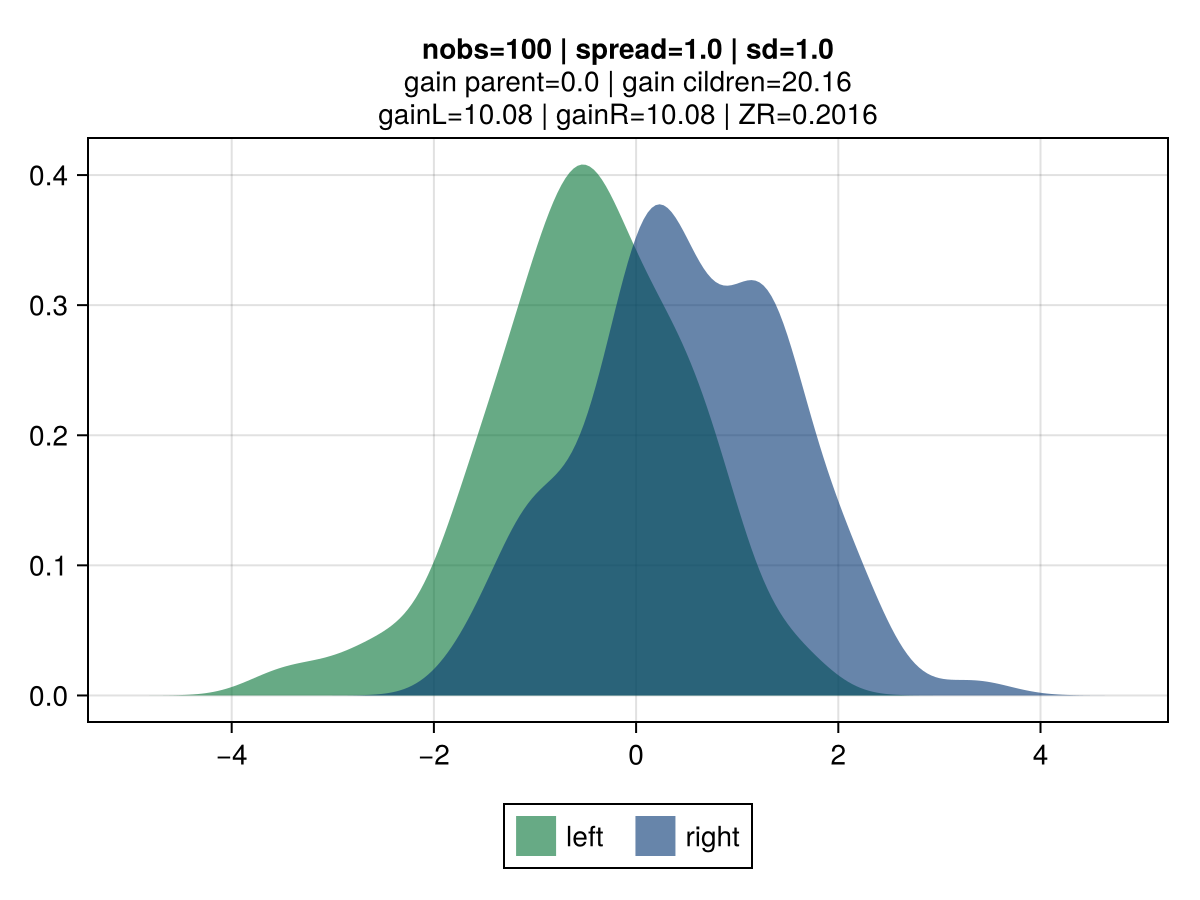 nobs=100 | spread=1.0 | sd=1.0
gain parent=0.0 | gain cildren=20.16
gainL=10.08 | gainR=10.08 | ZR=0.2016
0.4
0.3
0.2
0.1
0.0
−4 −2 0 2 4
left right